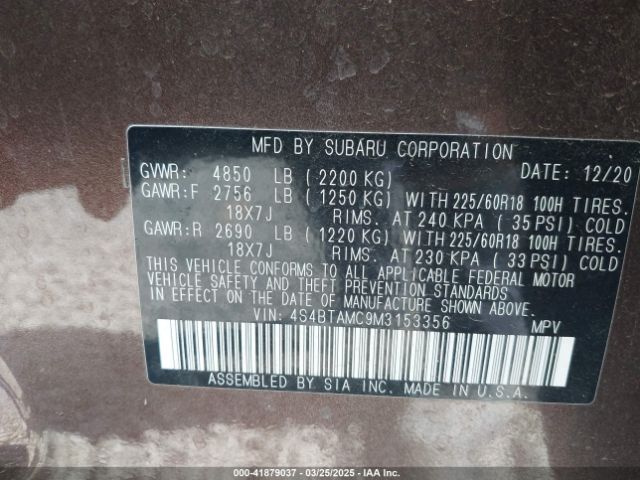 MFD BY SUBARU CORPORATION
GVWR: 4850 LB (2200 KG) DATE: 12/20
GAWR:F 2756 LB (1250 KG) WITH 225/60R18 100H TIRES.
18X7J RIMS. AT 240 KPA (35 PSI) COLD
GAWR:R 2690 LB (1220 KG) WITH 225/60R18 100H TIRES.
18X7J RIMS. AT 230 KPA (33 PSI) COLD
THIS VEHICLE CONFORMS TO ALL APPLICABLE FEDERAL MOTOR
VEHICLE SAFETY AND THEFT PREVENTION STANDARDS
IN EFFECT ON THE DATE OF MANUFACTURE SHOWN ABOVE.
VIN: 4S4BTAMC9M3153356 MPV
ASSEMBLED BY SIA INC. MADE IN U.S.A.
000-41879037 - 03/25/2025 - IAA Inc.